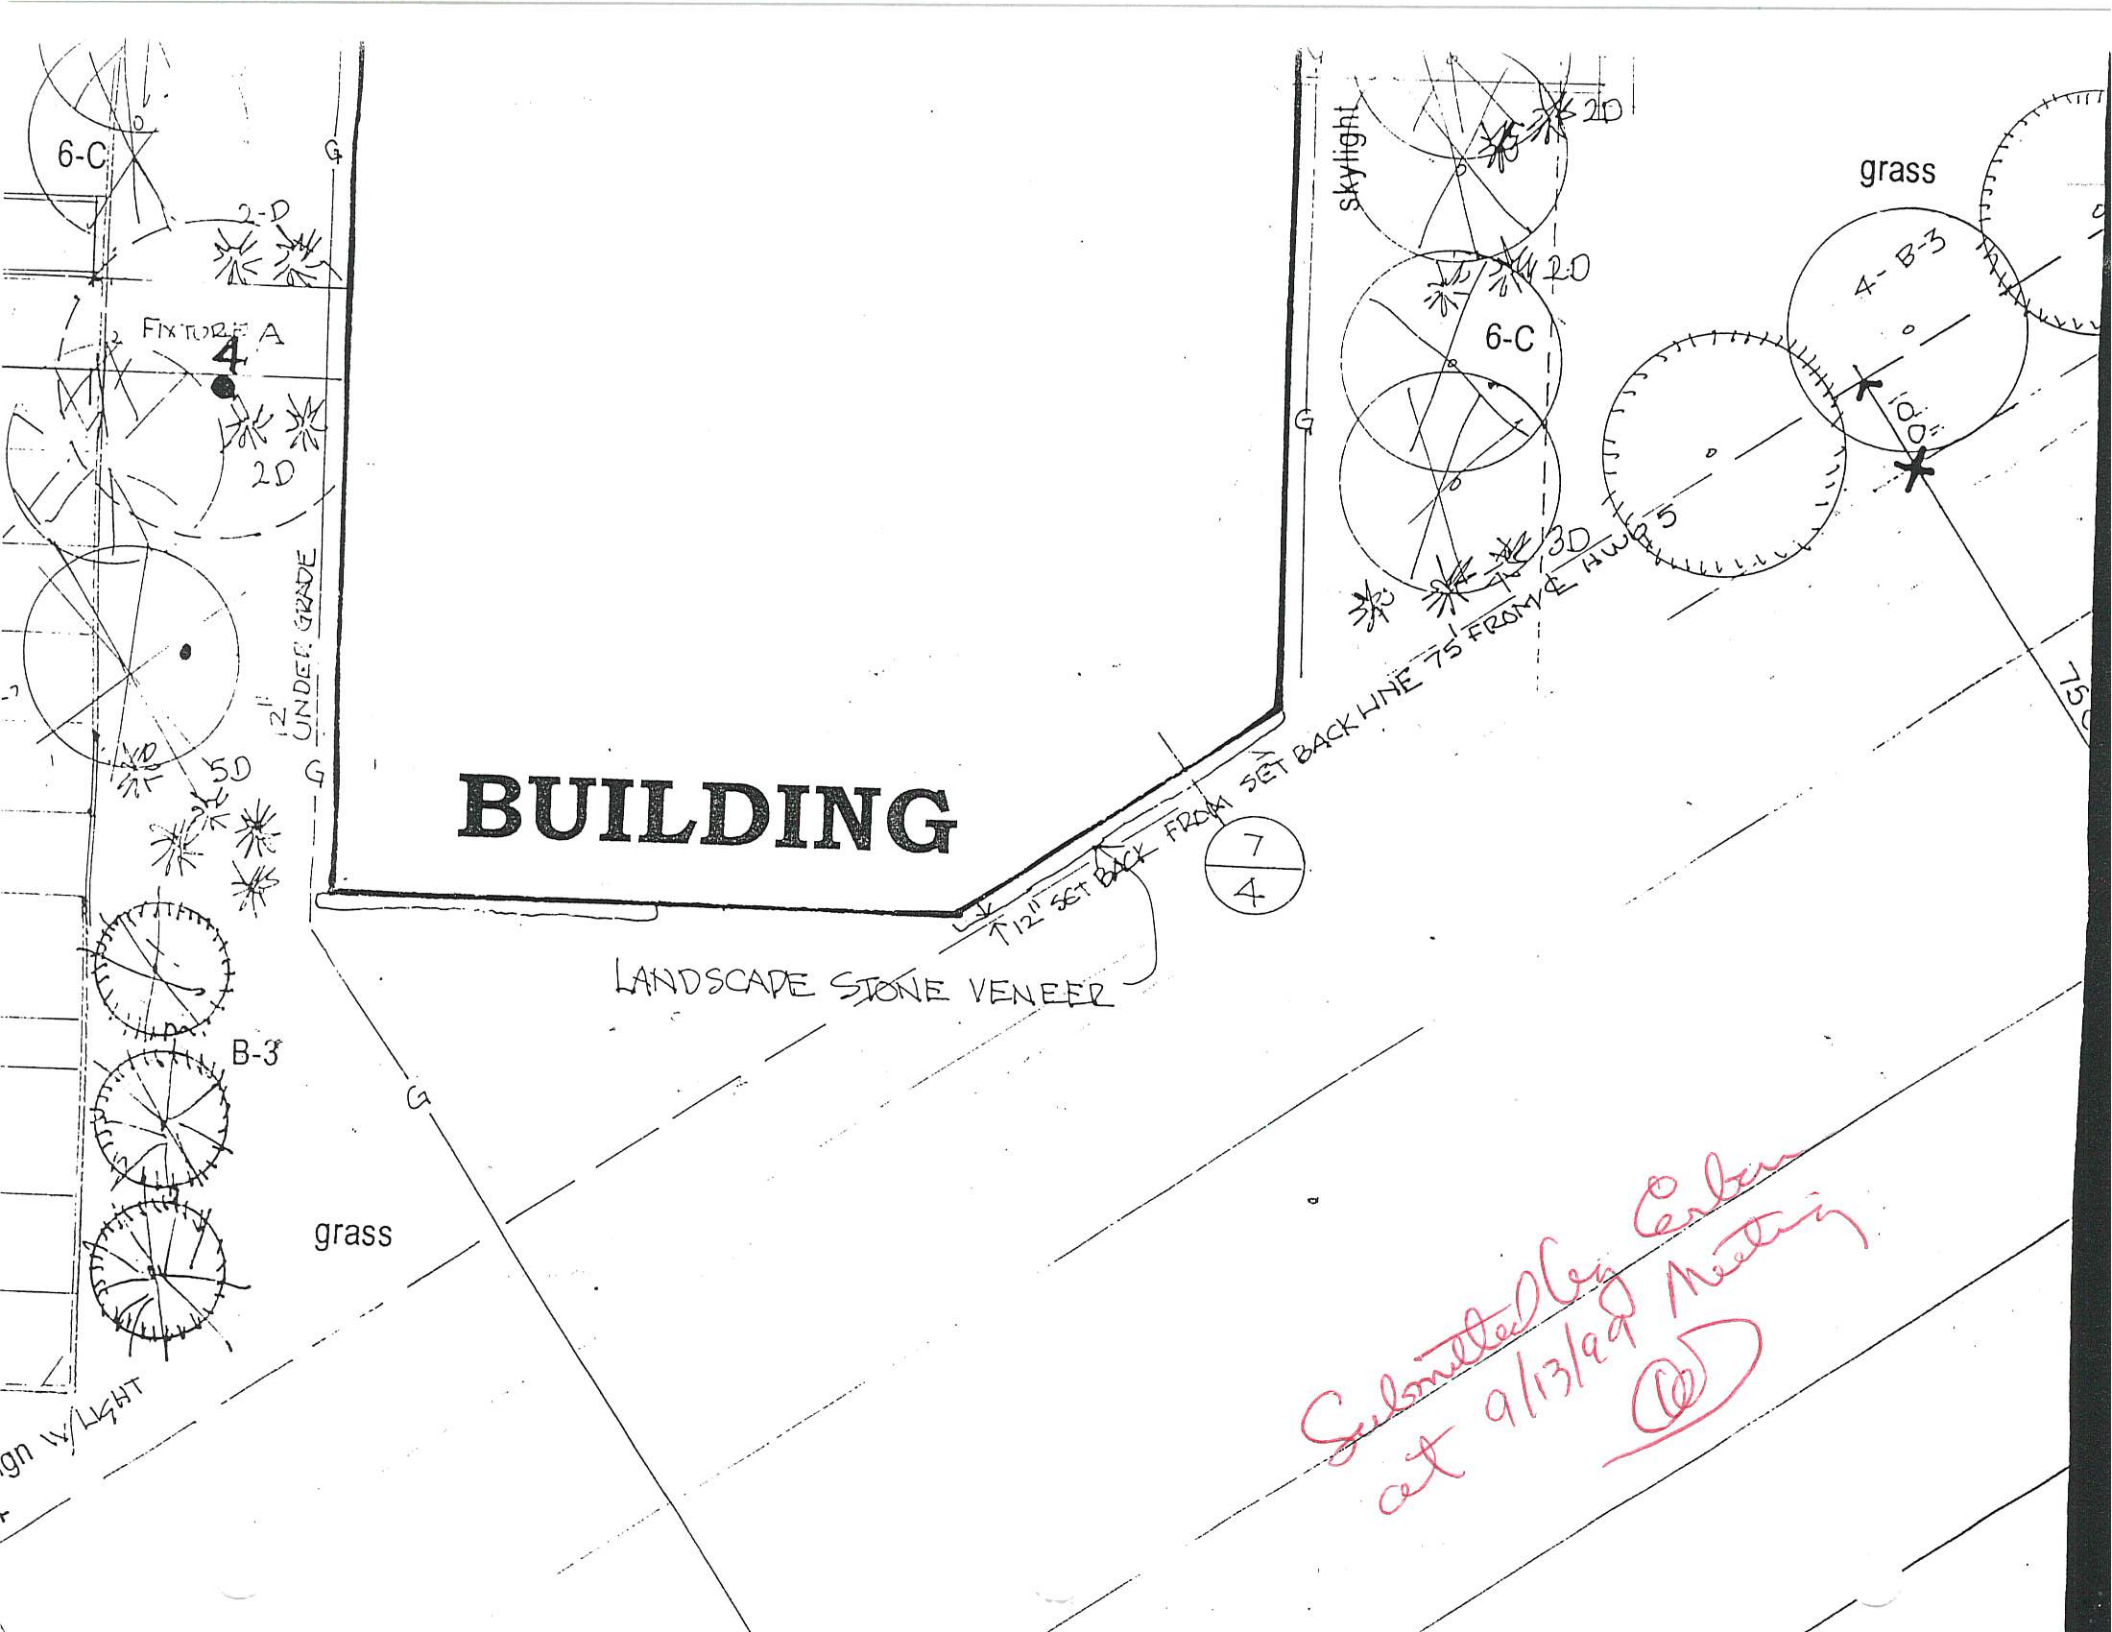 6-C
G
2-D
FIXTURE A
4
2D
12"
UNDER GRADE
5D
G
B-3
G
grass
W/LIGHT
BUILDING
LANDSCAPE STONE VENEER
12" SET BACK FROM SET BACK LINE 75' FROM ℄ HWY 5
7
4
skylight
2D
2D
6-C
G
3D
grass
4- B-3
75
Submitted by
at 9/13/99 Meeting